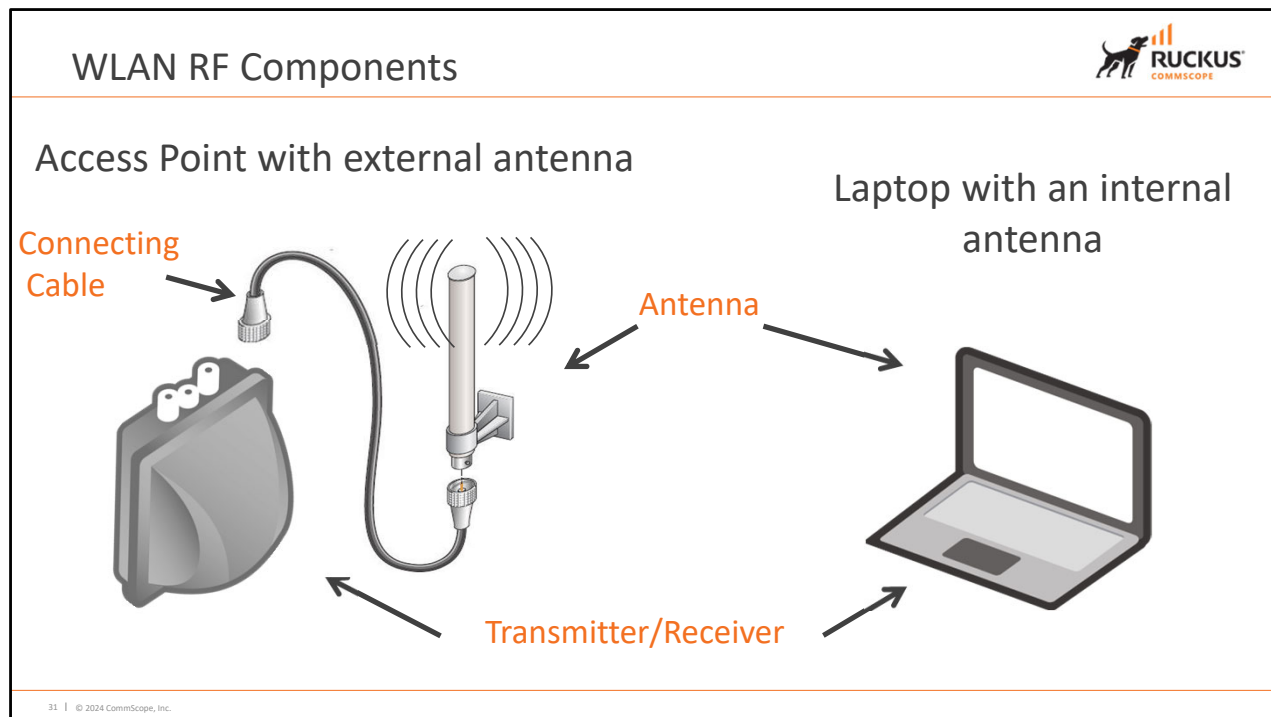 WLAN RF Components
RUCKUS
COMMSCOPE
Access Point with external antenna
Laptop with an internal
antenna
Connecting
Cable
Antenna
Transmitter/Receiver
31 | © 2024 CommScope, Inc.